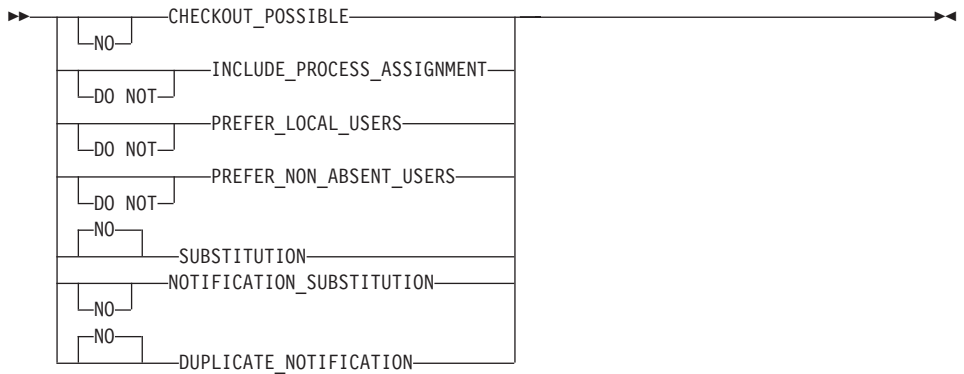 CHECKOUT_POSSIBLE
NO
INCLUDE_PROCESS_ASSIGNMENT
DO NOT
PREFER_LOCAL_USERS
DO NOT
PREFER_NON_ABSENT_USERS
DO NOT
NO
SUBSTITUTION
NOTIFICATION_SUBSTITUTION
NO
NO
DUPLICATE_NOTIFICATION